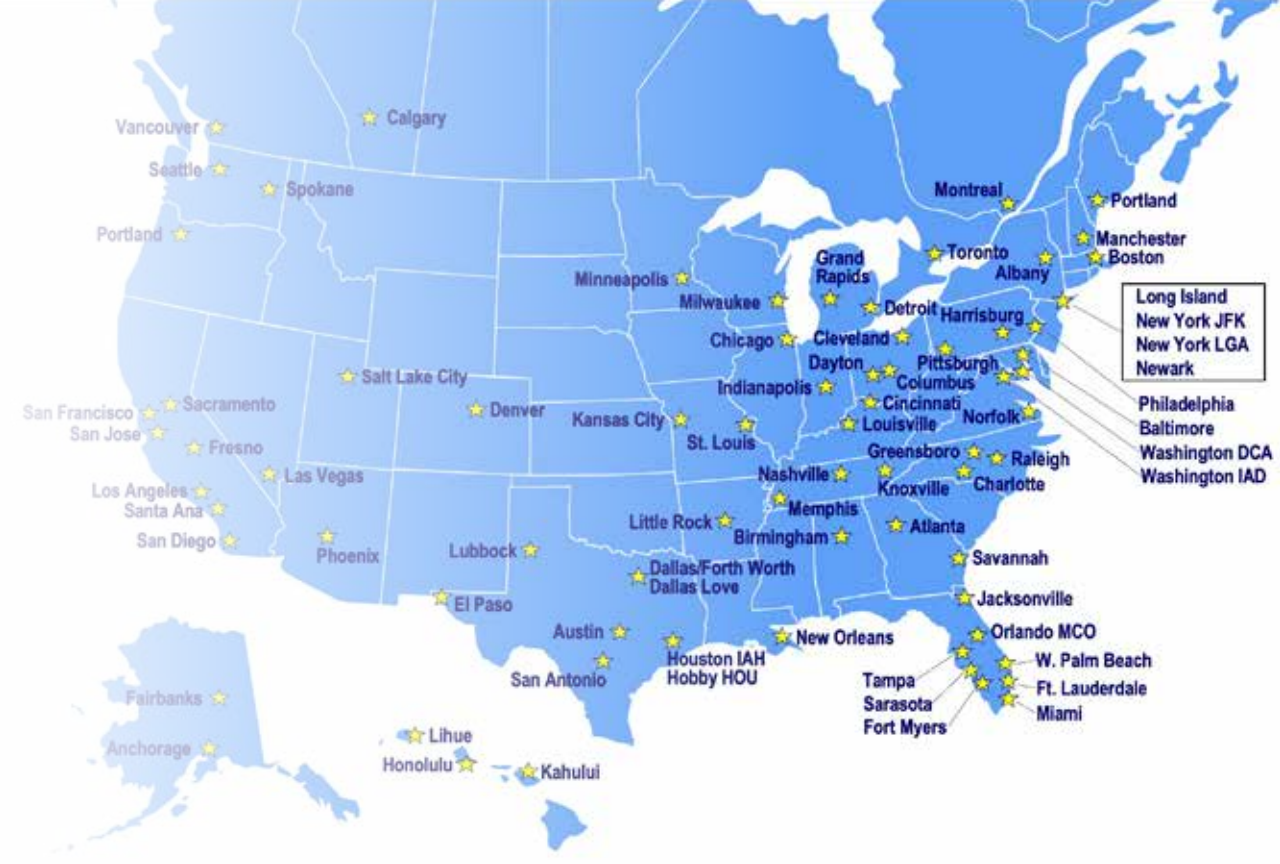 Calgary
Vancouver
Seattle
Spokane
Portland
Montreal
Portland
Manchester
Boston
Toronto
Albany
Grand
Rapids
Minneapolis
Milwaukee
Detroit
Harrisburg
Long Island
New York JFK
New York LGA
Newark
Chicago
Cleveland
Dayton
Pittsburgh
Columbus
Indianapolis
Salt Lake City
Denver
San Francisco
Sacramento
San Jose
Fresno
Kansas City
St. Louis
Cincinnati
Louisville
Norfolk
Philadelphia
Baltimore
Washington DCA
Washington IAD
Greensboro
Raleigh
Las Vegas
Nashville
Knoxville
Charlotte
Los Angeles
Santa Ana
San Diego
Phoenix
Memphis
Little Rock
Birmingham
Atlanta
Lubbock
Dallas/Forth Worth
Dallas Love
Savannah
El Paso
Jacksonville
Austin
New Orleans
Orlando MCO
Houston IAH
Hobby HOU
San Antonio
W. Palm Beach
Tampa
Ft. Lauderdale
Sarasota
Miami
Fort Myers
Fairbanks
Anchorage
Lihue
Honolulu
Kahului